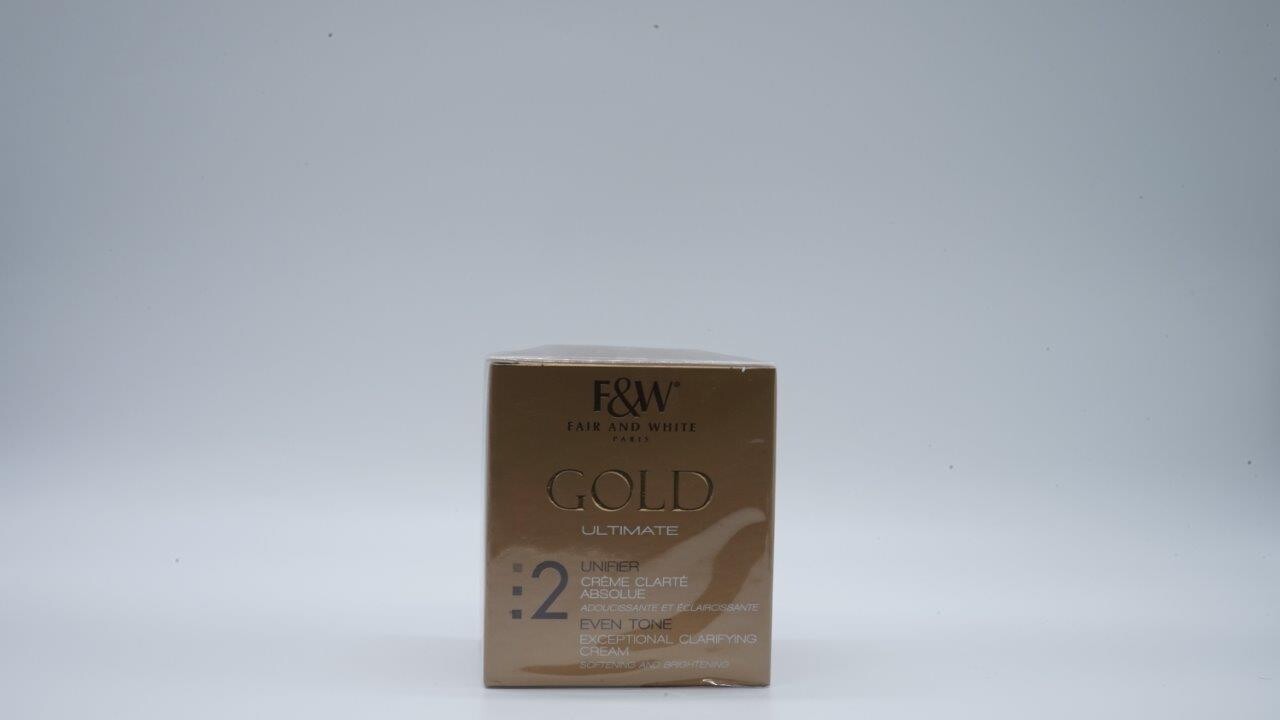 F&W®
FAIR AND WHITE
PARIS
GOLD
ULTIMATE
2
UNIFIER
CRÈME CLARTÉ
ABSOLUE
ADOUCISSANTE ET ÉCLAIRCISSANTE
EVEN TONE
EXCEPTIONAL CLARIFYING
CREAM
SOFTENING AND BRIGHTENING